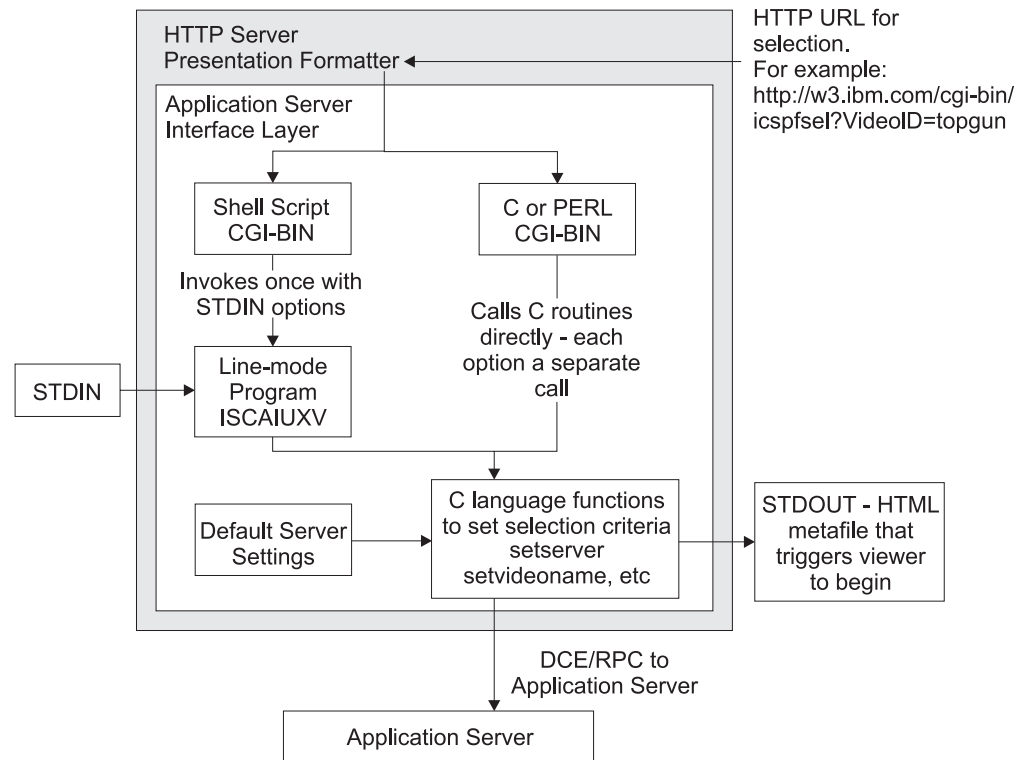 HTTP Server
Presentation Formatter
HTTP URL for
selection.
For example:
http://w3.ibm.com/cgi-bin/
icspfsel?VideoID=topgun
Application Server
Interface Layer
Shell Script
CGI-BIN
C or PERL
CGI-BIN
Invokes once with
STDIN options
Calls C routines
directly - each
option a separate
call
STDIN
Line-mode
Program
ISCAIUXV
Default Server
Settings
C language functions
to set selection criteria
setserver
setvideoname, etc
STDOUT - HTML
metafile that
triggers viewer
to begin
DCE/RPC to
Application Server
Application Server